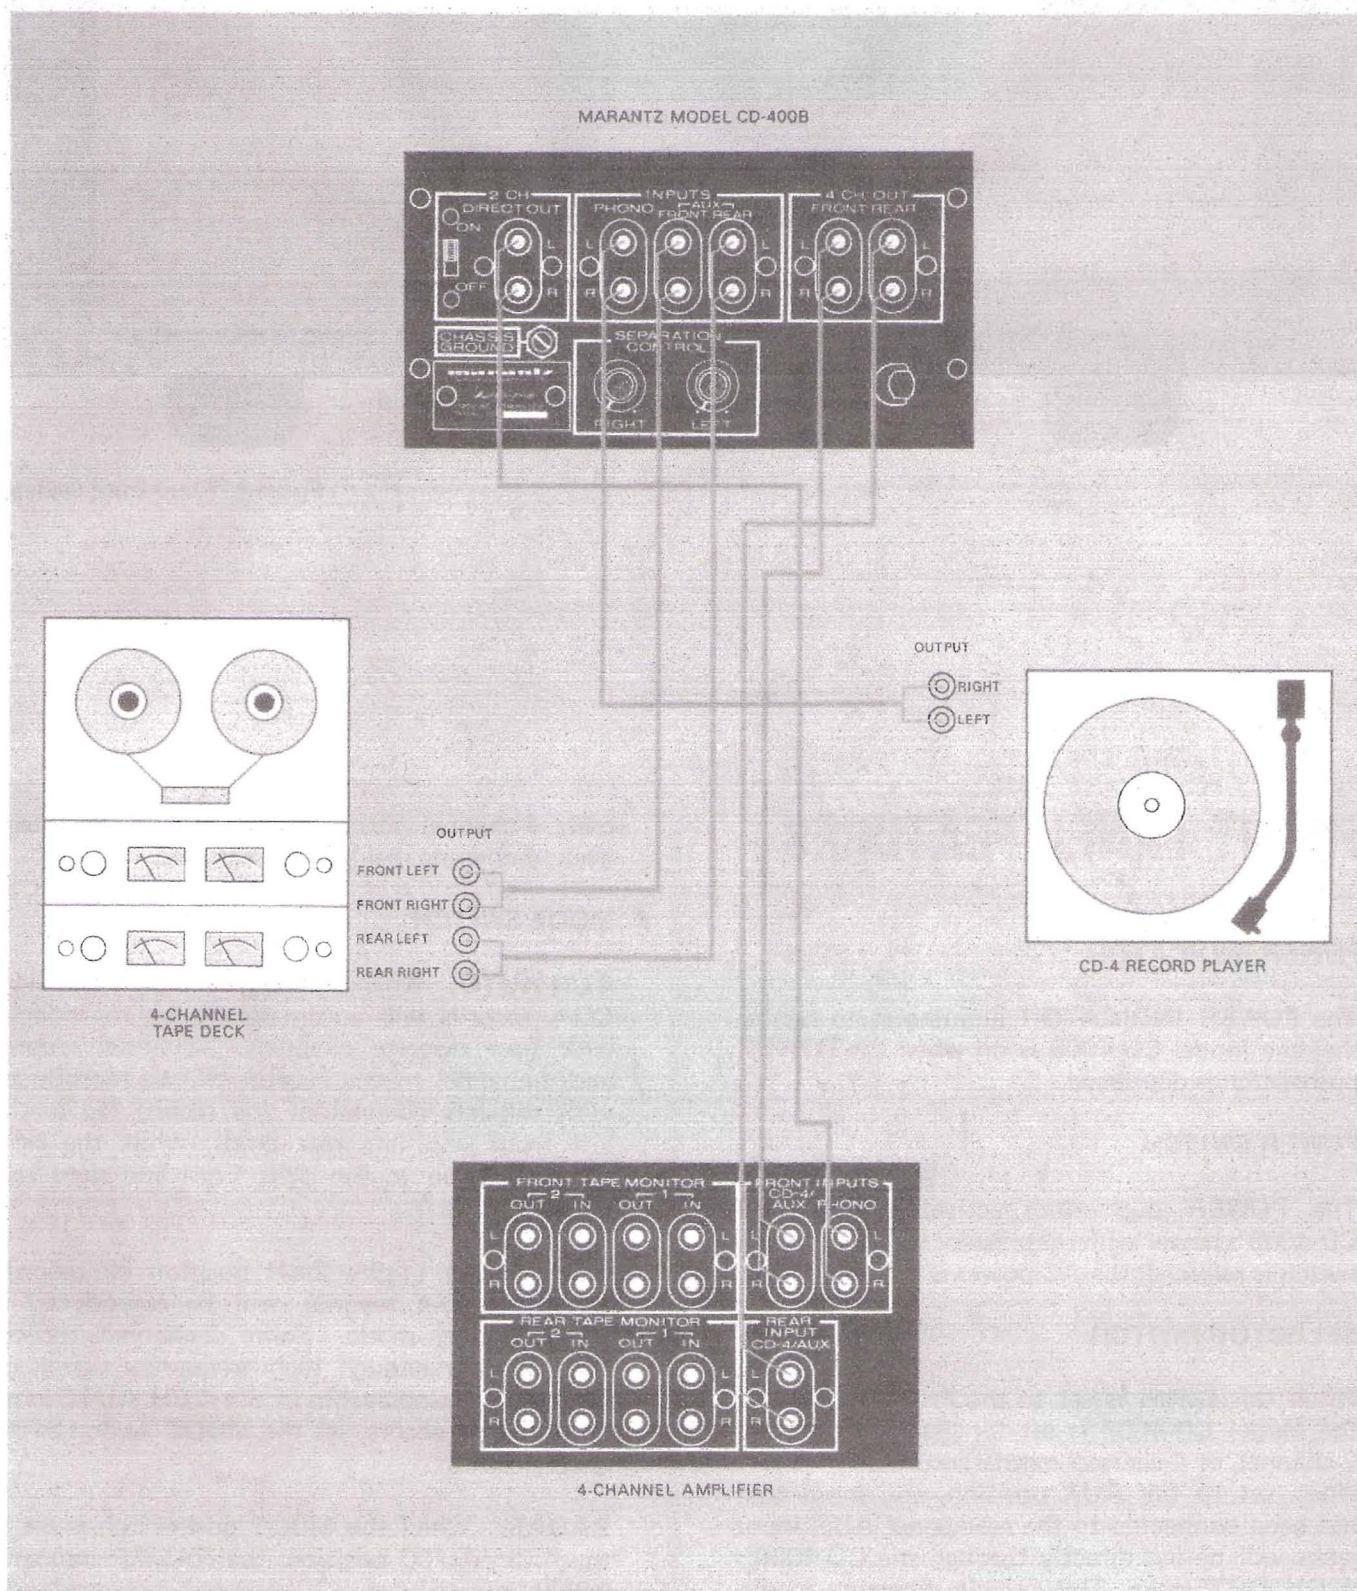 MARANTZ MODEL CD-400B
2 CH
DIRECT OUT
ON
OFF
L
R
INPUTS
PHONO
AUX
FRONT REAR
L
L
R
R
4 CH OUT
FRONT REAR
L
L
R
R
CHASSIS
GROUND
SEPARATION
CONTROL
RIGHT
LEFT
marantz
OUTPUT
RIGHT
LEFT
CD-4 RECORD PLAYER
OUTPUT
FRONT LEFT
FRONT RIGHT
REAR LEFT
REAR RIGHT
4-CHANNEL
TAPE DECK
FRONT TAPE MONITOR
2
1
OUT IN OUT IN
L
L
R
R
FRONT INPUTS
CD-4/
AUX PHONO
L
L
R
R
REAR TAPE MONITOR
2
1
OUT IN OUT IN
L
L
R
R
REAR
INPUT
CD-4/AUX
L
R
4-CHANNEL AMPLIFIER